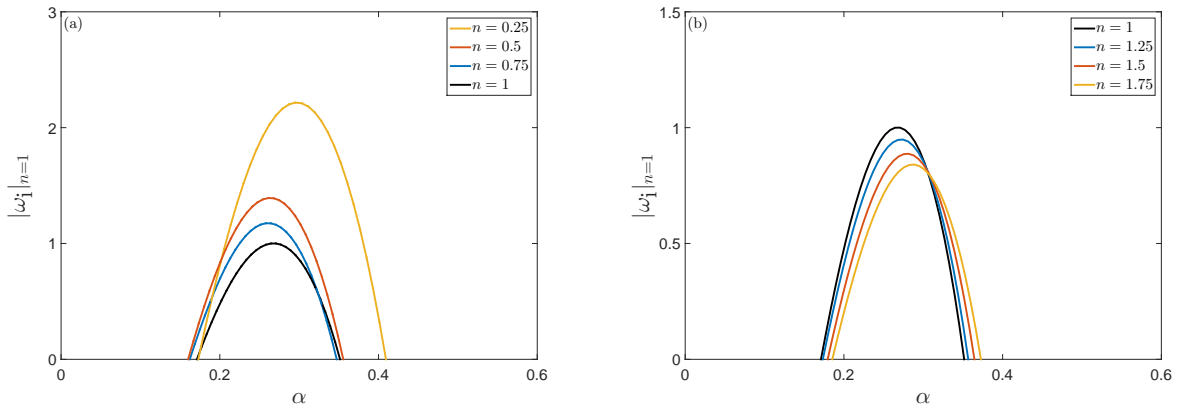 (a)
3
2
1
0
|ωi|n=1
n = 0.25
n = 0.5
n = 0.75
n = 1
0 0.2 0.4 0.6
α
(b)
1.5
1
0.5
0
|ωi|n=1
n = 1
n = 1.25
n = 1.5
n = 1.75
0 0.2 0.4 0.6
α